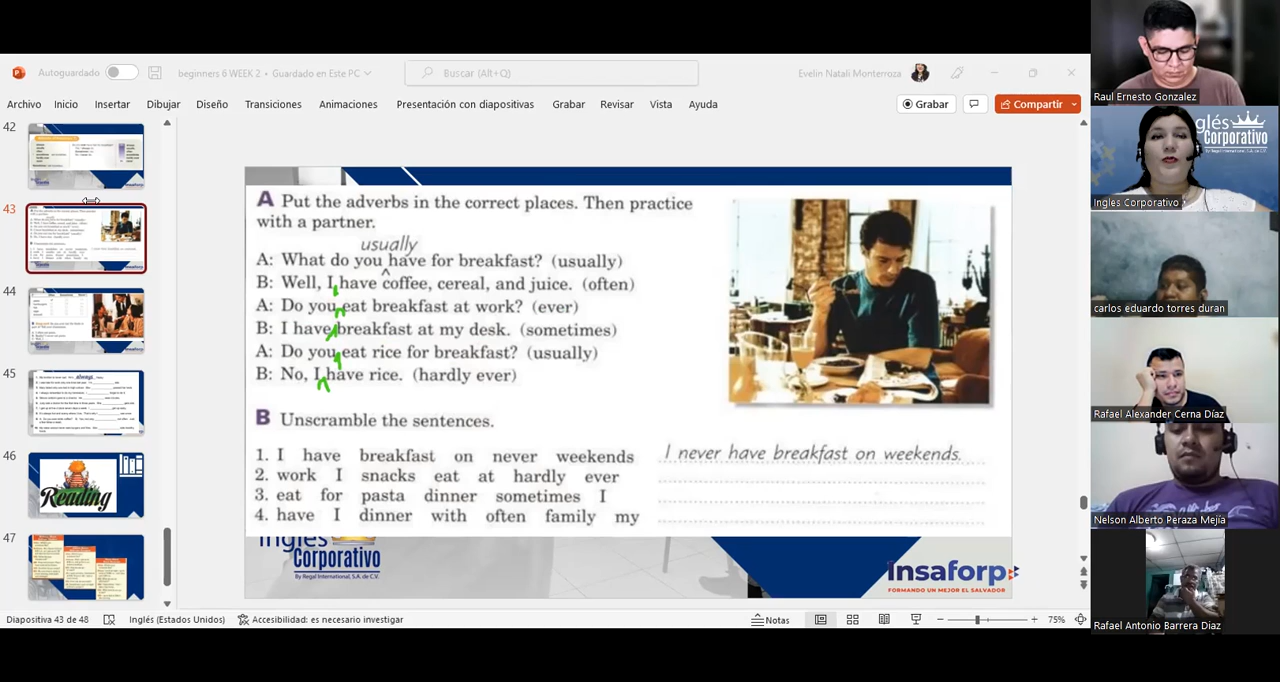 Autoguardado
beginners 6 WEEK 2 • Guardado en Este PC
Buscar (Alt+Q)
Evelin Natali Monterroza
Archivo Inicio Insertar Dibujar Diseño Transiciones Animaciones Presentación con diapositivas Grabar Revisar Vista Ayuda
Grabar
Compartir
42
43
44
45
46
Reading
47
A Put the adverbs in the correct places. Then practice
with a partner.
usually
A: What do you have for breakfast? (usually)
B: Well, I have coffee, cereal, and juice. (often)
A: Do you eat breakfast at work? (ever)
B: I have breakfast at my desk. (sometimes)
A: Do you eat rice for breakfast? (usually)
B: No, I have rice. (hardly ever)
B Unscramble the sentences.
1. I have breakfast on never weekends I never have breakfast on weekends.
2. work I snacks eat at hardly ever
3. eat for pasta dinner sometimes I
4. have I dinner with often family my
Inglés
Corporativo
By Regal International, S.A. de C.V.
insaforp
FORMANDO UN MEJOR EL SALVADOR
Diapositiva 43 de 48
Inglés (Estados Unidos)
Accesibilidad: es necesario investigar
Notas
75%
Raul Ernesto Gonzalez
glés
Corporativo
Ingles Corporativo
carlos eduardo torres duran
Rafael Alexander Cerna Díaz
Nelson Alberto Peraza Mejía
Rafael Antonio Barrera Diaz